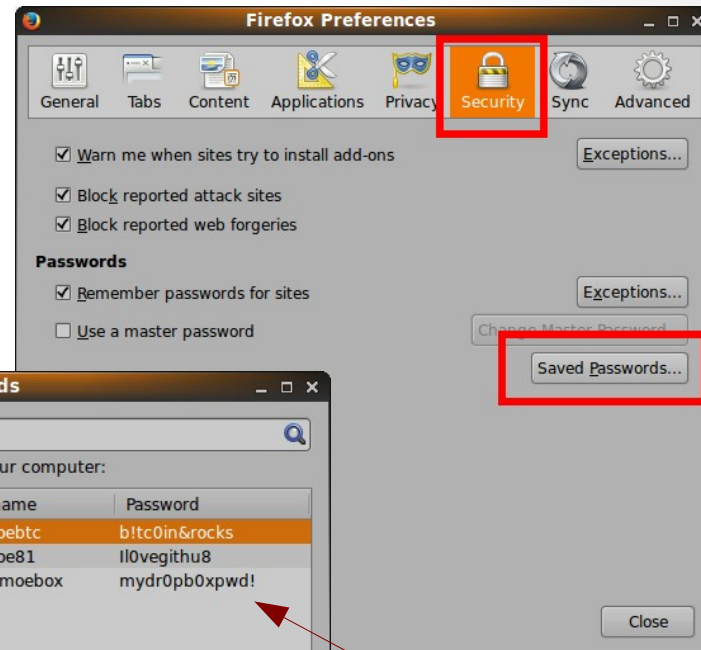 Firefox Preferences
General Tabs Content Applications Privacy Security Sync Advanced
Warn me when sites try to install add-ons Exceptions...
Block reported attack sites
Block reported web forgeries
Passwords
Remember passwords for sites Exceptions...
Use a master password Change Master Password...
Saved Passwords...
ds
ur computer:
ame Password
oebtc b!tc0in&rocks
oe81 Il0vegithu8
moebox mydr0pb0xpwd!
Close